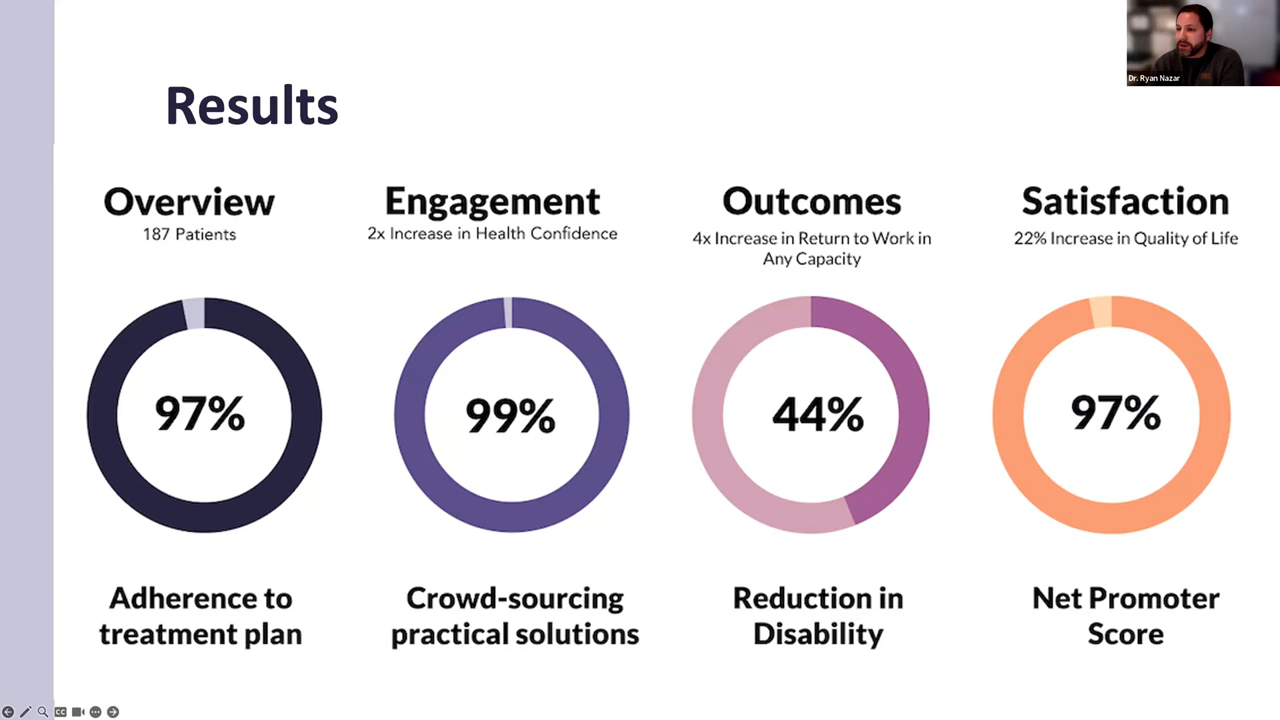 Dr. Ryan Nazar
Results
Overview
187 Patients
97%
Adherence to
treatment plan
Engagement
2x Increase in Health Confidence
99%
Crowd-sourcing
practical solutions
Outcomes
4x Increase in Return to Work in
Any Capacity
44%
Reduction in
Disability
Satisfaction
22% Increase in Quality of Life
97%
Net Promoter
Score
CC